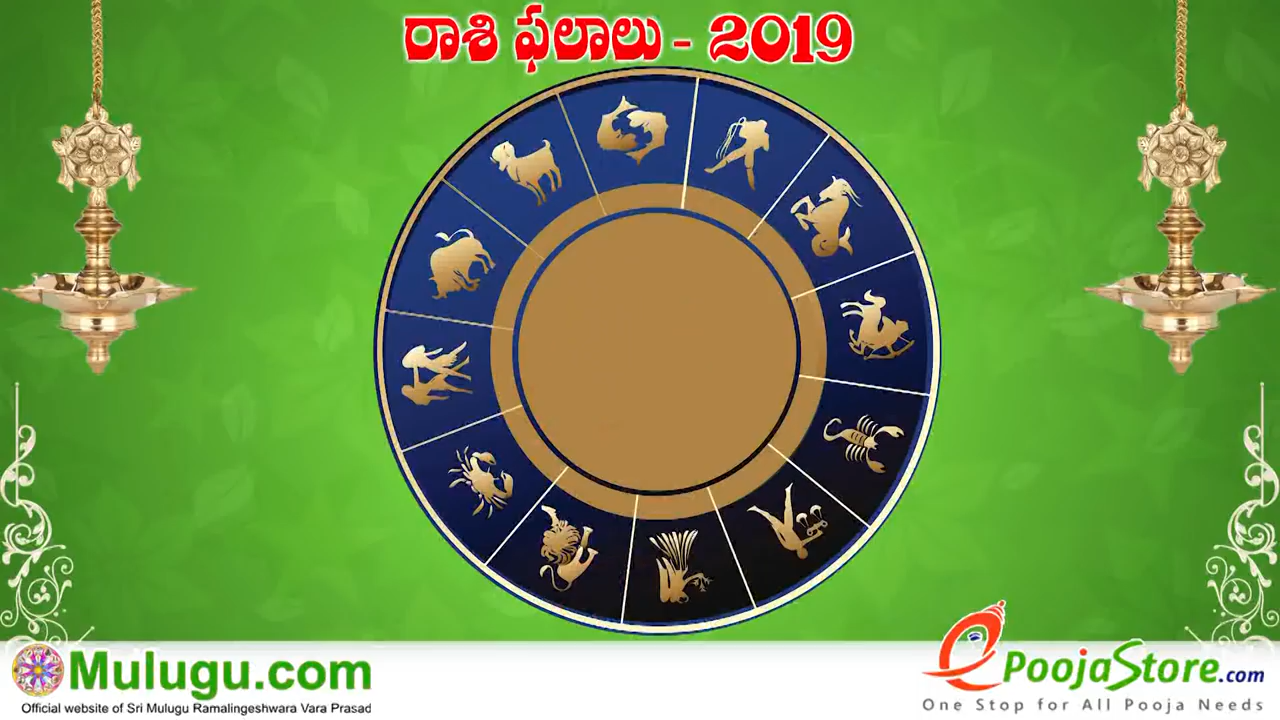 రాశి ఫలాలు - 2019
Mulugu.com
Official website of Sri Mulugu Ramalingeshwara Vara Prasad
ePoojaStore.com
One Stop for All Pooja Needs